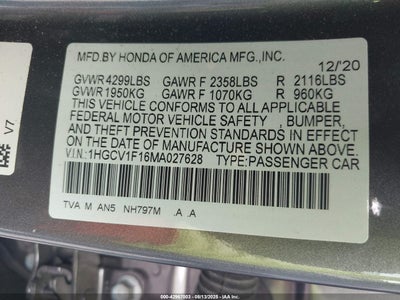 MFD.BY HONDA OF AMERICA MFG.,INC.
12/'20
GVWR 4299LBS GAWR F 2358LBS R 2116LBS
GVWR 1950KG GAWR F 1070KG R 960KG
THIS VEHICLE CONFORMS TO ALL APPLICABLE
FEDERAL MOTOR VEHICLE SAFETY , BUMPER,
AND THEFT PREVENTION STANDARDS IN EFFECT
ON THE DATE OF MANUFACTURE SHOWN ABOVE.
V.I.N.:1HGCV1F16MA027628 TYPE:PASSENGER CAR
TVA M AN5 NH797M .A .A
V7